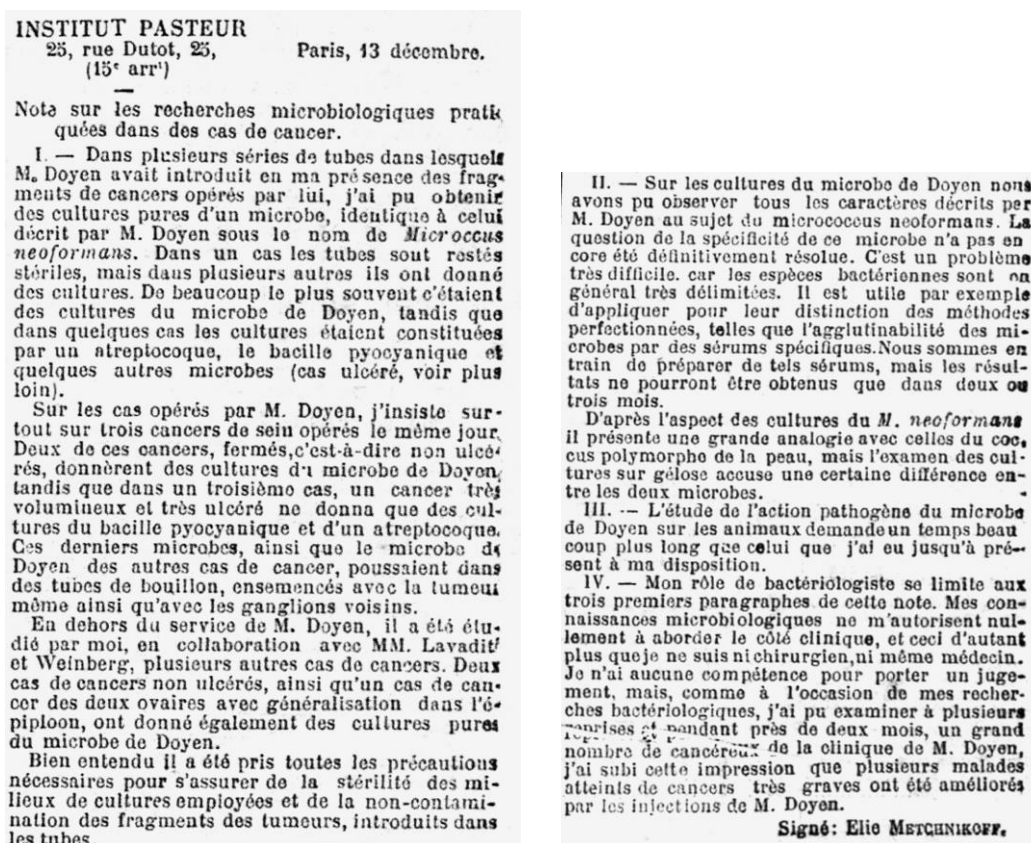 INSTITUT PASTEUR
25, rue Dutot, 25,
Paris, 13 décembre.
(15e arrt)
Note sur les recherches microbiologiques prati
quées dans des cas de cancer.
I. — Dans plusieurs séries de tubes dans lesquels
M. Doyen avait introduit en ma présence des frag-
ments de cancers opérés par lui, j'ai pu obtenir
des cultures pures d'un microbe, identique à celui
décrit par M. Doyen sous le nom de Microccus
neoformans. Dans un cas les tubes sont restés
stériles, mais dans plusieurs autres ils ont donné
des cultures. De beaucoup le plus souvent c'étaient
des cultures du microbe de Doyen, tandis que
dans quelques cas les cultures étaient constituées
par un streptocoque, le bacille pyocyanique et
quelques autres microbes (cas ulcéré, voir plus
loin).
Sur les cas opérés par M. Doyen, j'insiste sur-
tout sur trois cancers de sein opérés le même jour.
Deux de ces cancers, fermés, c'est-à-dire non ulcé-
rés, donnèrent des cultures du microbe de Doyen,
tandis que dans un troisième cas, un cancer très
volumineux et très ulcéré ne donna que des cul-
tures du bacille pyocyanique et d'un streptocoque.
Ces derniers microbes, ainsi que le microbe de
Doyen des autres cas de cancer, poussaient dans
des tubes de bouillon, ensemencés avec la tumeur
même ainsi qu'avec les ganglions voisins.
En dehors du service de M. Doyen, il a été étu-
dié par moi, en collaboration avec MM. Lavaditi
et Weinberg, plusieurs autres cas de cancers. Deux
cas de cancers non ulcérés, ainsi qu'un cas de can-
cer des deux ovaires avec généralisation dans l'é-
piploon, ont donné également des cultures pures
du microbe de Doyen.
Bien entendu il a été pris toutes les précautions
nécessaires pour s'assurer de la stérilité des mi-
lieux de cultures employées et de la non-contami-
nation des fragments des tumeurs, introduits dans
les tubes.
II. — Sur les cultures du microbe de Doyen nous
avons pu observer tous les caractères décrits par
M. Doyen au sujet du micrococcus neoformans. La
question de la spécificité de ce microbe n'a pas en
core été définitivement résolue. C'est un problème
très difficile. car les espèces bactériennes sont en
général très délimitées. Il est utile par exemple
d'appliquer pour leur distinction des méthodes
perfectionnées, telles que l'agglutinabilité des mi-
crobes par des sérums spécifiques. Nous sommes en
train de préparer de tels sérums, mais les résul-
tats ne pourront être obtenus que dans deux ou
trois mois.
D'après l'aspect des cultures du M. neoformans
il présente une grande analogie avec celles du coc.
cus polymorphe de la peau, mais l'examen des cul-
tures sur gélose accuse une certaine différence en-
tre les deux microbes.
III. — L'étude de l'action pathogène du microbe
de Doyen sur les animaux demande un temps beau
coup plus long que celui que j'ai eu jusqu'à pré-
sent à ma disposition.
IV. — Mon rôle de bactériologiste se limite aux
trois premiers paragraphes de cette note. Mes con-
naissances microbiologiques ne m'autorisent nul-
lement à aborder le côté clinique, et ceci d'autant
plus que je ne suis ni chirurgien, ni même médecin.
Je n'ai aucune compétence pour porter un juge-
ment, mais, comme à l'occasion de mes recher-
ches bactériologiques, j'ai pu examiner à plusieurs
reprises et pendant près de deux mois, un grand
nombre de cancéreux de la clinique de M. Doyen,
j'ai subi cette impression que plusieurs malades
atteints de cancers très graves ont été améliorés
par les injections de M. Doyen.
Signé: Elie METCHNIKOFF.